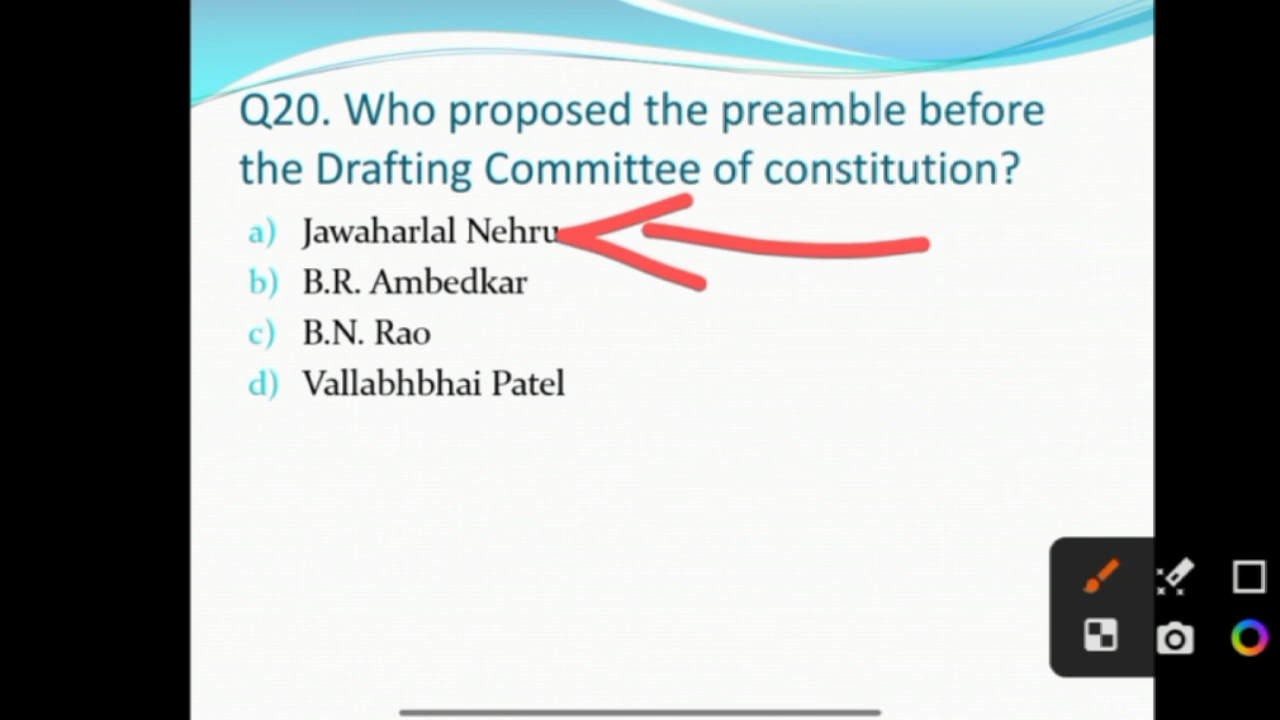 Q20. Who proposed the preamble before
the Drafting Committee of constitution?
a) Jawaharlal Nehru
b) B.R. Ambedkar
c) B.N. Rao
d) Vallabhbhai Patel